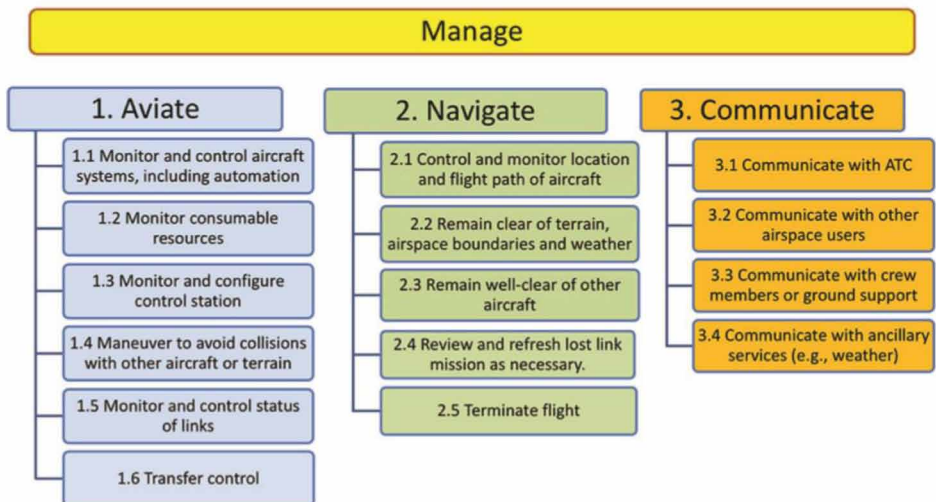 Manage
1. Aviate
1.1 Monitor and control aircraft
systems, including automation
1.2 Monitor consumable
resources
1.3 Monitor and configure
control station
1.4 Maneuver to avoid collisions
with other aircraft or terrain
1.5 Monitor and control status
of links
1.6 Transfer control
2. Navigate
2.1 Control and monitor location
and flight path of aircraft
2.2 Remain clear of terrain,
airspace boundaries and weather
2.3 Remain well-clear of other
aircraft
2.4 Review and refresh lost link
mission as necessary.
2.5 Terminate flight
3. Communicate
3.1 Communicate with ATC
3.2 Communicate with other
airspace users
3.3 Communicate with crew
members or ground support
3.4 Communicate with ancillary
services (e.g., weather)